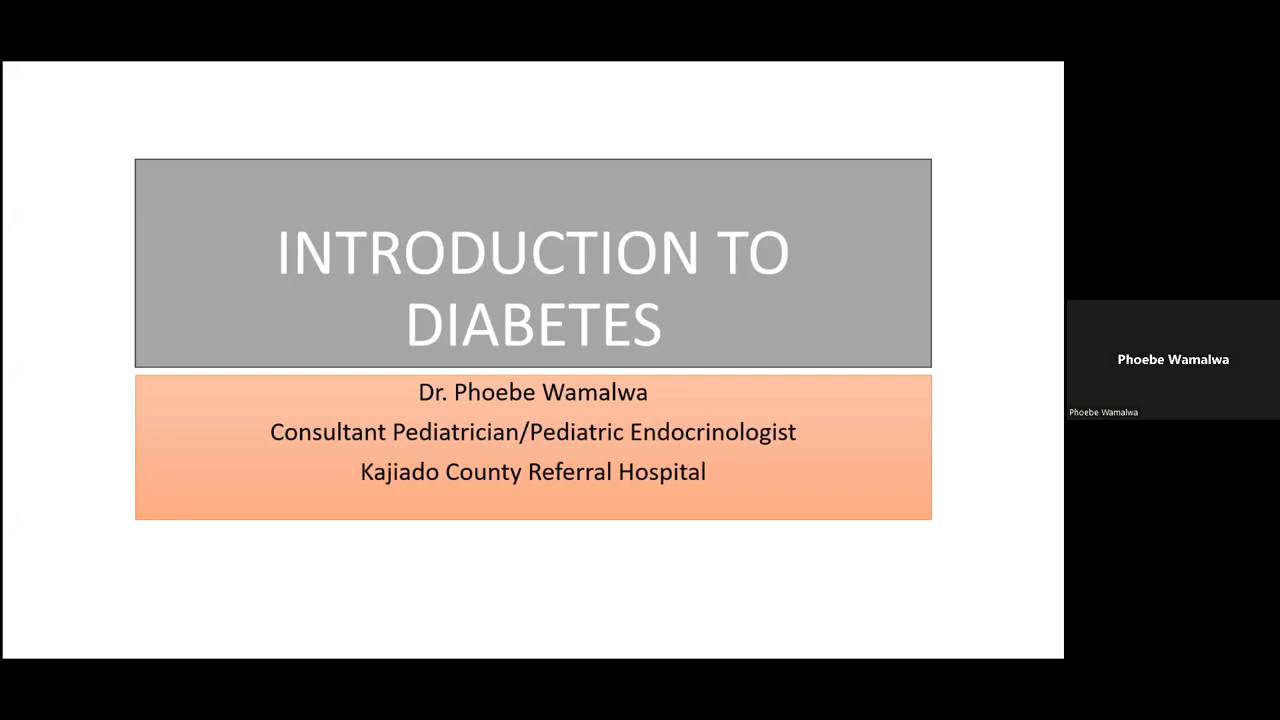 INTRODUCTION TO
DIABETES
Dr. Phoebe Wamalwa
Consultant Pediatrician/Pediatric Endocrinologist
Kajiado County Referral Hospital
Phoebe Wamalwa
Phoebe Wamalwa